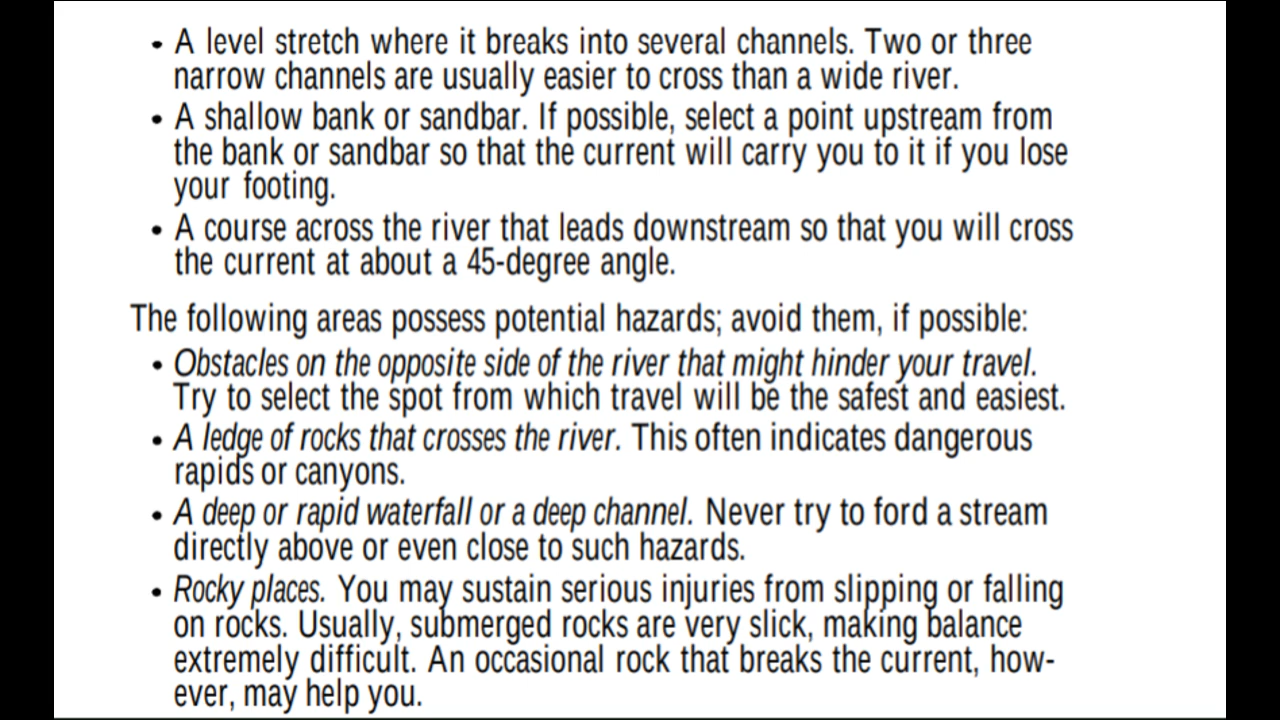 • A level stretch where it breaks into several channels. Two or three
narrow channels are usually easier to cross than a wide river.
• A shallow bank or sandbar. If possible, select a point upstream from
the bank or sandbar so that the current will carry you to it if you lose
your footing.
• A course across the river that leads downstream so that you will cross
the current at about a 45-degree angle.
The following areas possess potential hazards; avoid them, if possible:
• Obstacles on the opposite side of the river that might hinder your travel.
Try to select the spot from which travel will be the safest and easiest.
• A ledge of rocks that crosses the river. This often indicates dangerous
rapids or canyons.
• A deep or rapid waterfall or a deep channel. Never try to ford a stream
directly above or even close to such hazards.
• Rocky places. You may sustain serious injuries from slipping or falling
on rocks. Usually, submerged rocks are very slick, making balance
extremely difficult. An occasional rock that breaks the current, how-
ever, may help you.